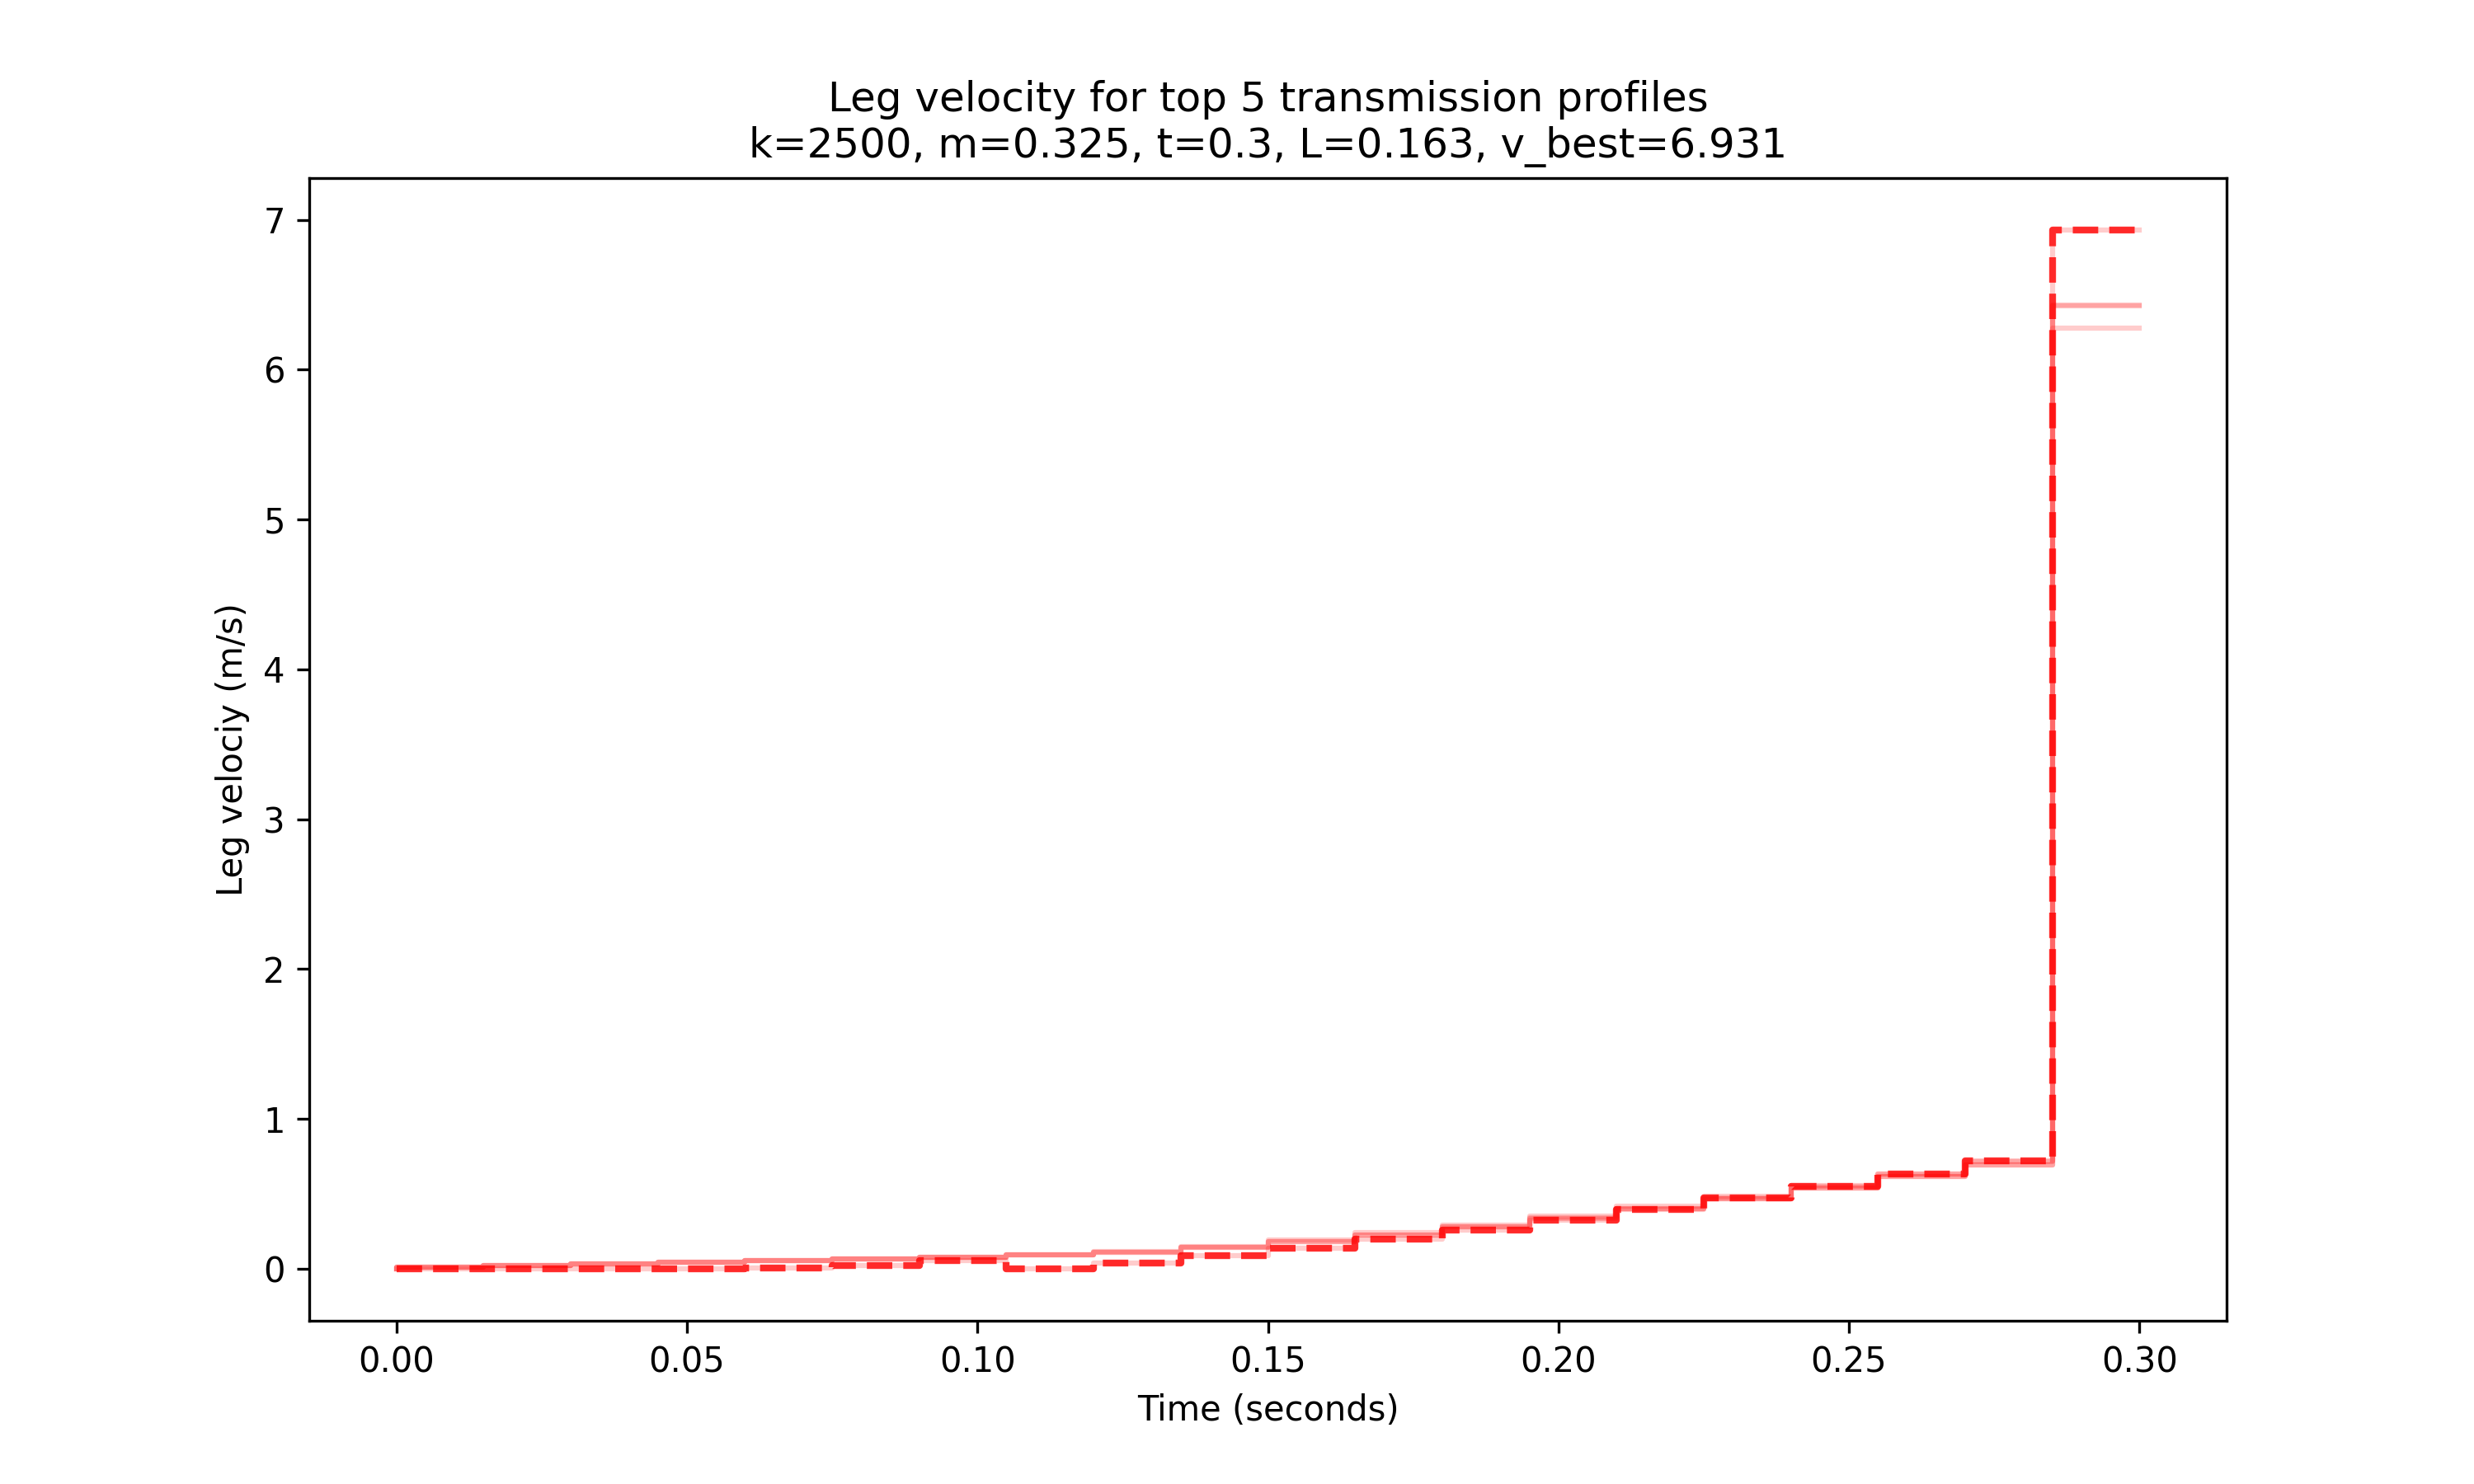 Leg velocity for top 5 transmission profiles
k=2500, m=0.325, t=0.3, L=0.163, v_best=6.931
7
6
5
4
3
2
1
0
Leg velociy (m/s)
0.00 0.05 0.10 0.15 0.20 0.25 0.30
Time (seconds)